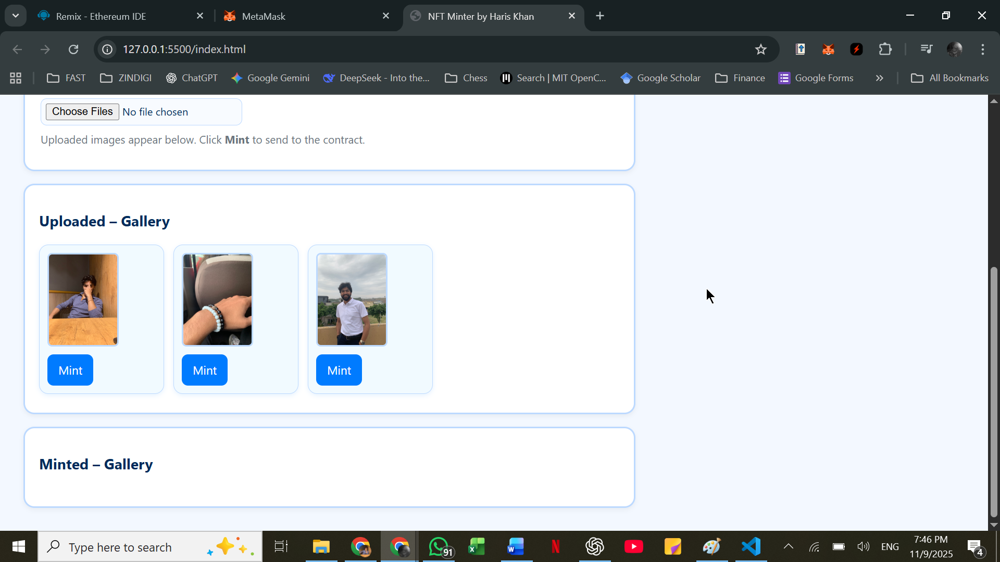 Remix - Ethereum IDE
MetaMask
NFT Minter by Haris Khan
127.0.0.1:5500/index.html
FAST
ZINDIGI
ChatGPT
Google Gemini
DeepSeek - Into the...
Chess
Search | MIT OpenC...
Google Scholar
Finance
Google Forms
All Bookmarks
Choose Files No file chosen
Uploaded images appear below. Click Mint to send to the contract.
Uploaded – Gallery
Mint
Mint
Mint
Minted – Gallery
Type here to search
91
ENG
7:46 PM
11/9/2025
4